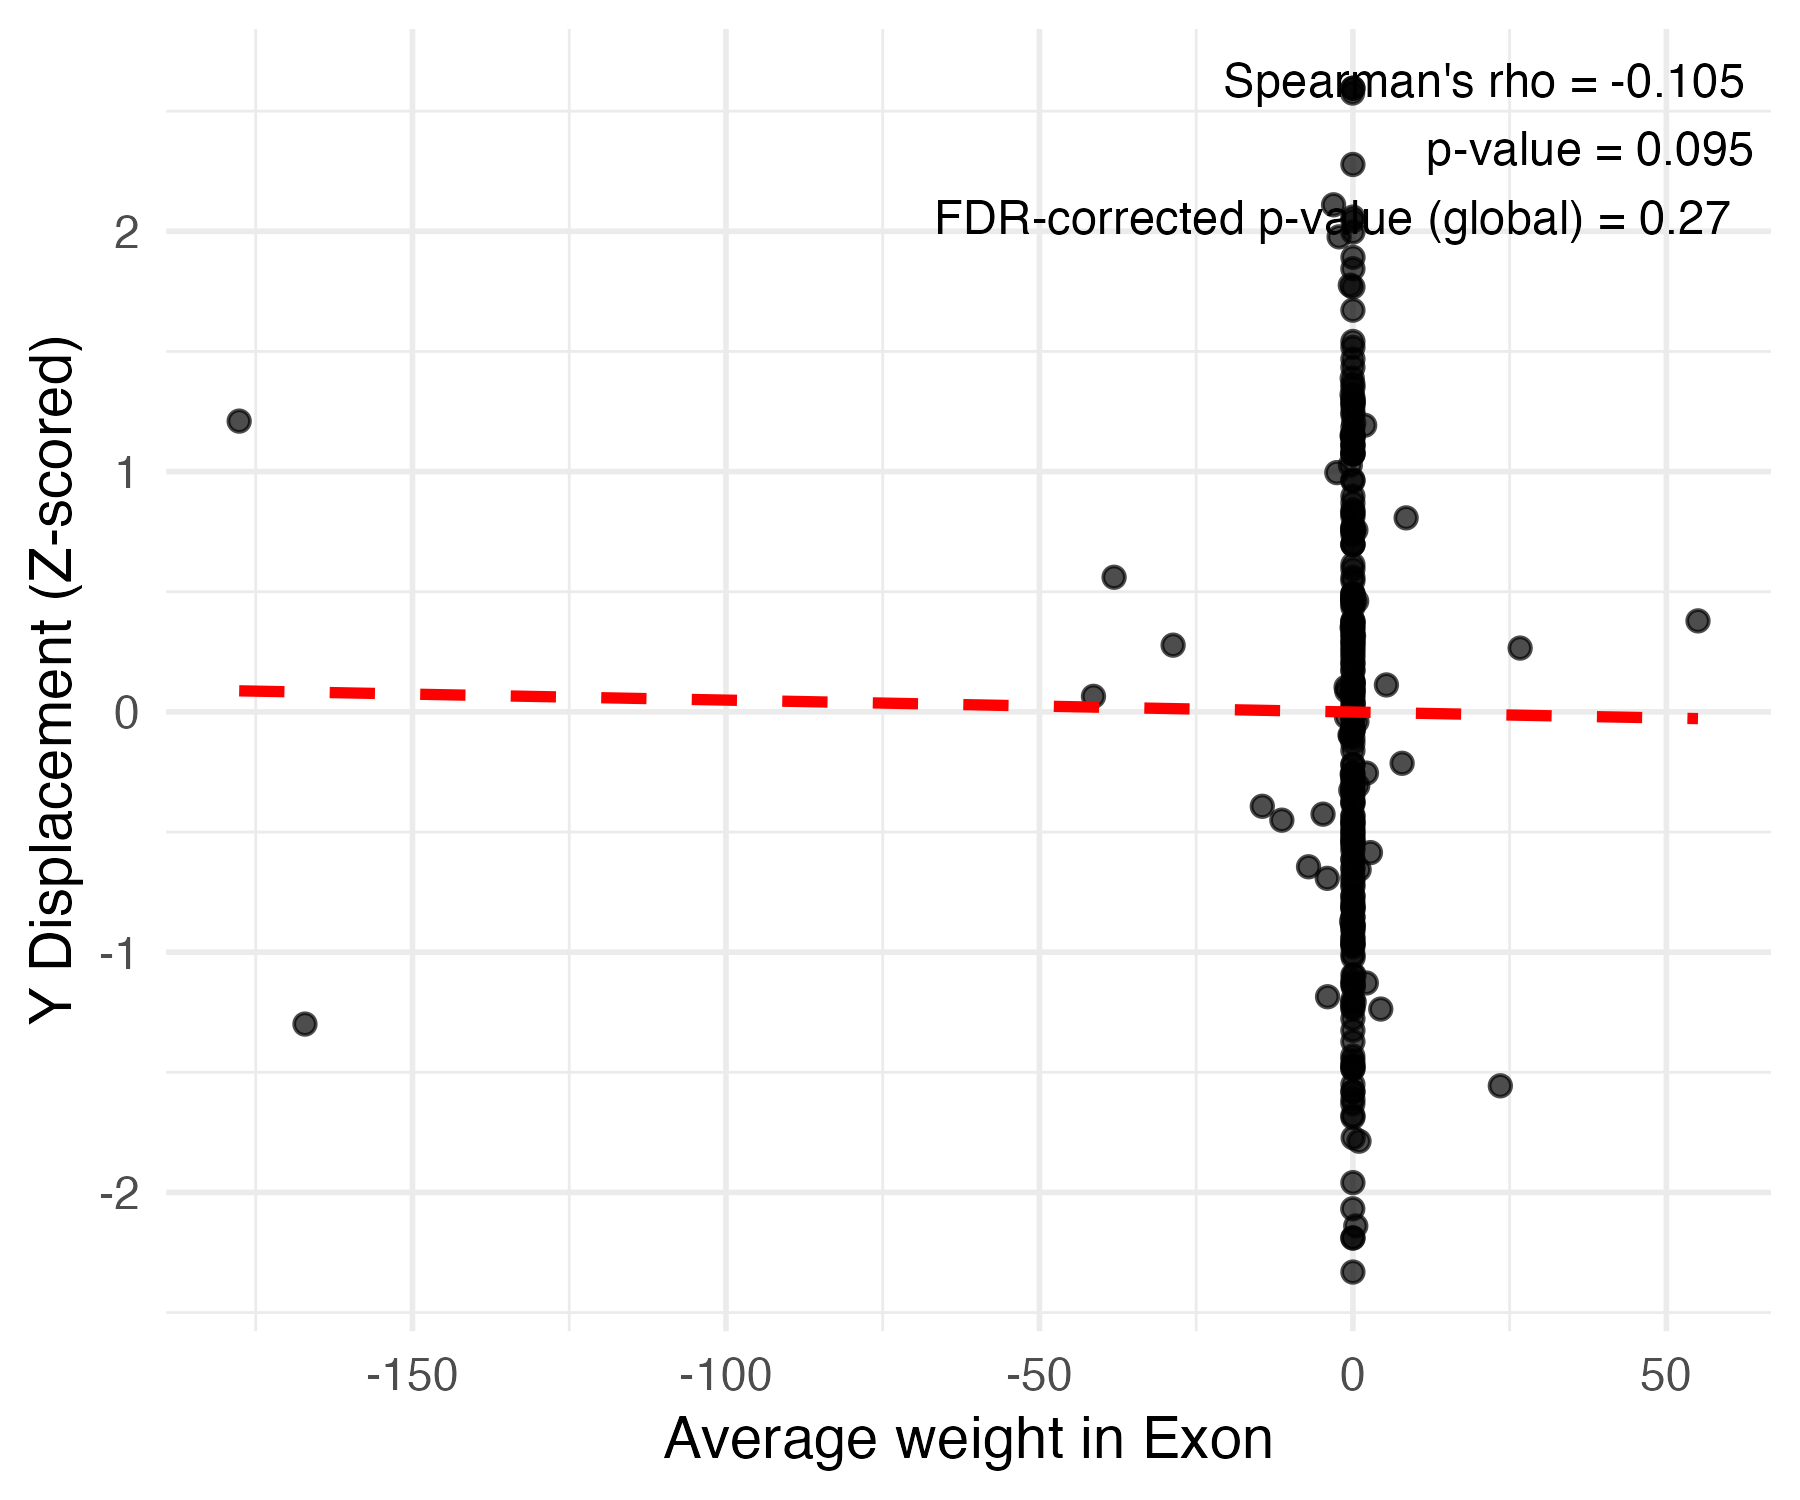 Spearman's rho = -0.105
p-value = 0.095
FDR-corrected p-value (global) = 0.27
2
1
0
-1
-2
Y Displacement (Z-scored)
-150 -100 -50 0 50
Average weight in Exon